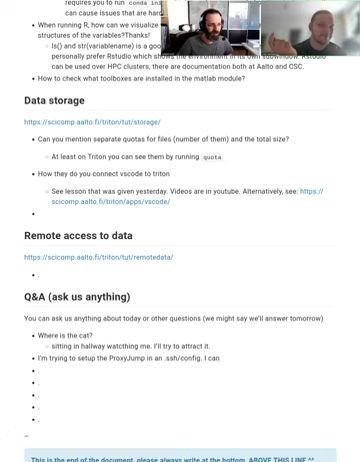 requires you to run conda ini
can cause issues that are hard
• When running R, how can we visualize
structures of the variables?Thanks!
◦ ls() and str(varialble) is a goo
personally prefer Rstudio which shows the environment in its own subwindow. Rstudio
can be used over HPC clusters, there are documentation both at Aalto and CSC.
• How to check what toolboxes are installed in the matlab module?
Data storage
https://scicomp.aalto.fi/triton/tut/storage/
• Can you mention separate quotas for files (number of them) and the total size?
◦ At least on Triton you can see them by running quota
• How they do you connect vscode to triton
◦ See lesson that was given yesterday. Videos are in youtube. Alternatively, see: https://
scicomp.aalto.fi/triton/apps/vscode/
•
Remote access to data
https://scicomp.aalto.fi/triton/tut/remotedata/
• .
Q&A (ask us anything)
You can ask us anything about today or other questions (we might say we'll answer tomorrow)
• Where is the cat?
◦ sitting in hallway watcthing me. I'll try to attract it.
• I'm trying to setup the ProxyJump in an .ssh/config. I can
• .
• .
• .
• .
• .
–
This is the end of the document, please always write at the bottom, ABOVE THIS LINE ^^